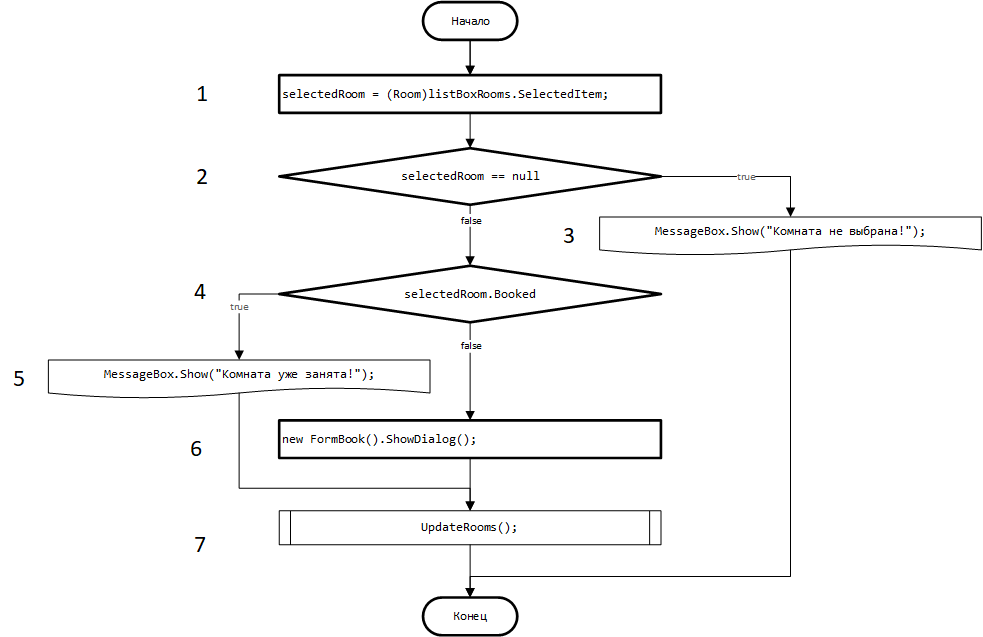 Начало
1
selectedRoom = (Room)listBoxRooms.SelectedItem;
2
selectedRoom == null
true
false
3
MessageBox.Show("Комната не выбрана!");
4
selectedRoom.Booked
true
false
5
MessageBox.Show("Комната уже занята!");
6
new FormBook().ShowDialog();
7
UpdateRooms();
Конец